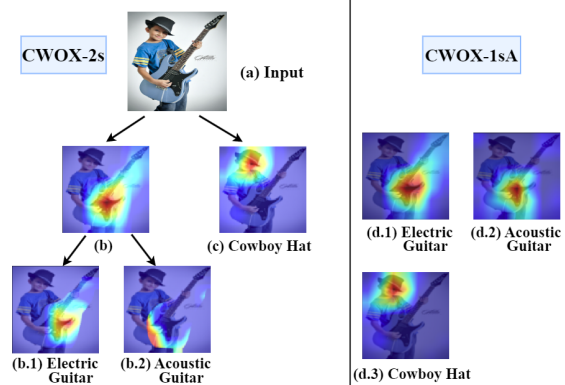 CWOX-2s
CWOX-1sA
(a) Input
(b)
(c) Cowboy Hat
(b.1) Electric
Guitar
(b.2) Acoustic
Guitar
(d.1) Electric
Guitar
(d.2) Acoustic
Guitar
(d.3) Cowboy Hat